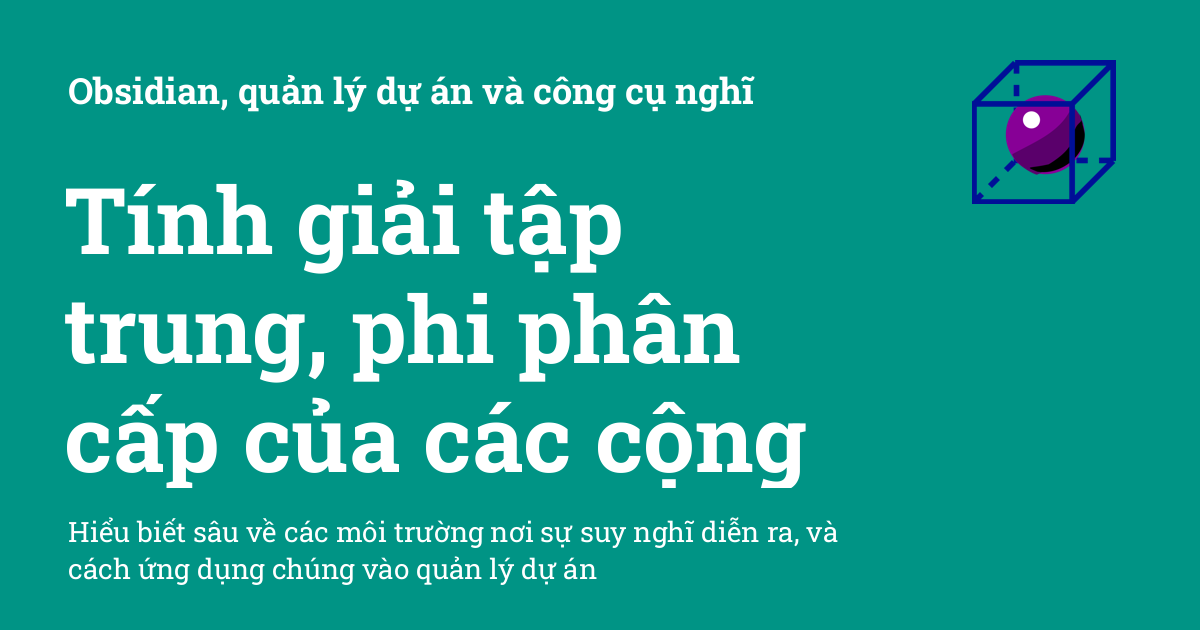 Obsidian, quản lý dự án và công cụ nghĩ
Tính giải tập
trung, phi phân
cấp của các cộng
Hiểu biết sâu về các môi trường nơi sự suy nghĩ diễn ra, và
cách ứng dụng chúng vào quản lý dự án